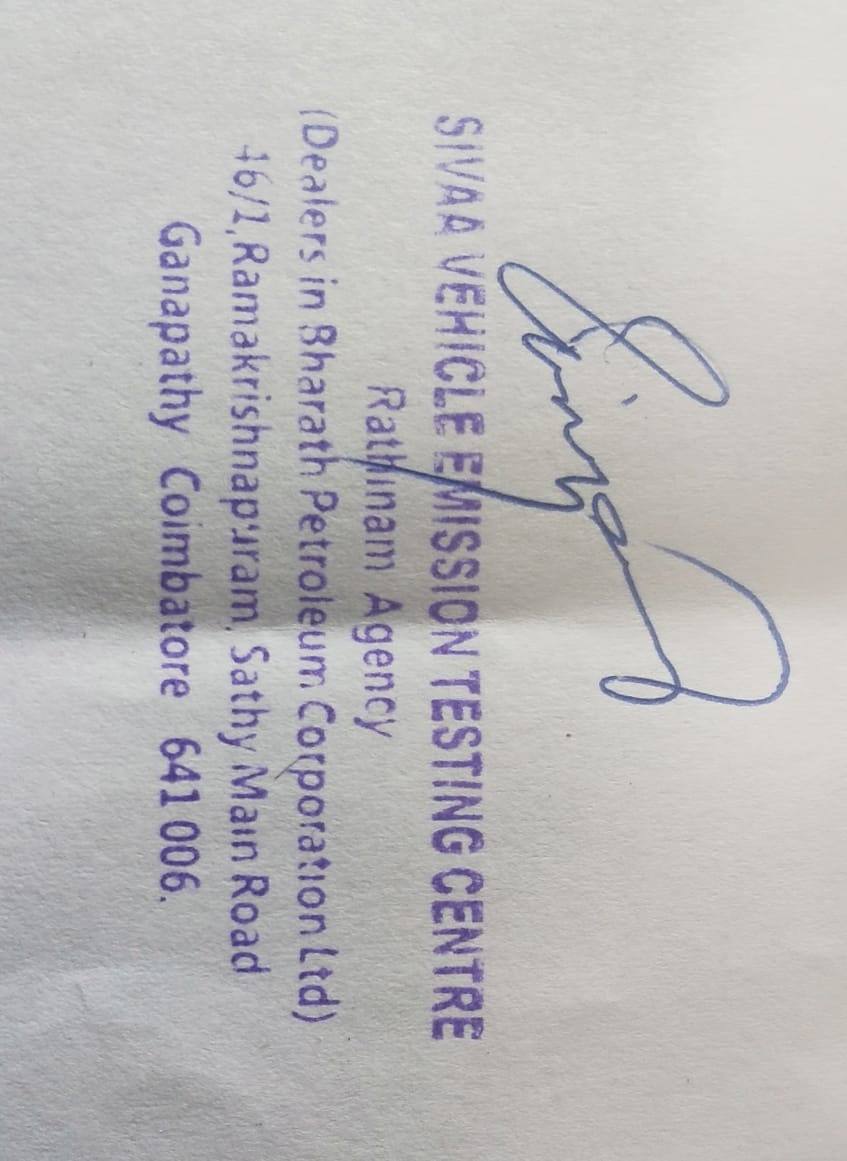 SIVAA VEHICLE EMISSION TESTING CENTRE
Rathinam Agency
(Dealers in Bharath Petroleum Corporation Ltd)
46/1, Ramakrishnapuram, Sathy Main Road
Ganapathy Coimbatore 641 006.